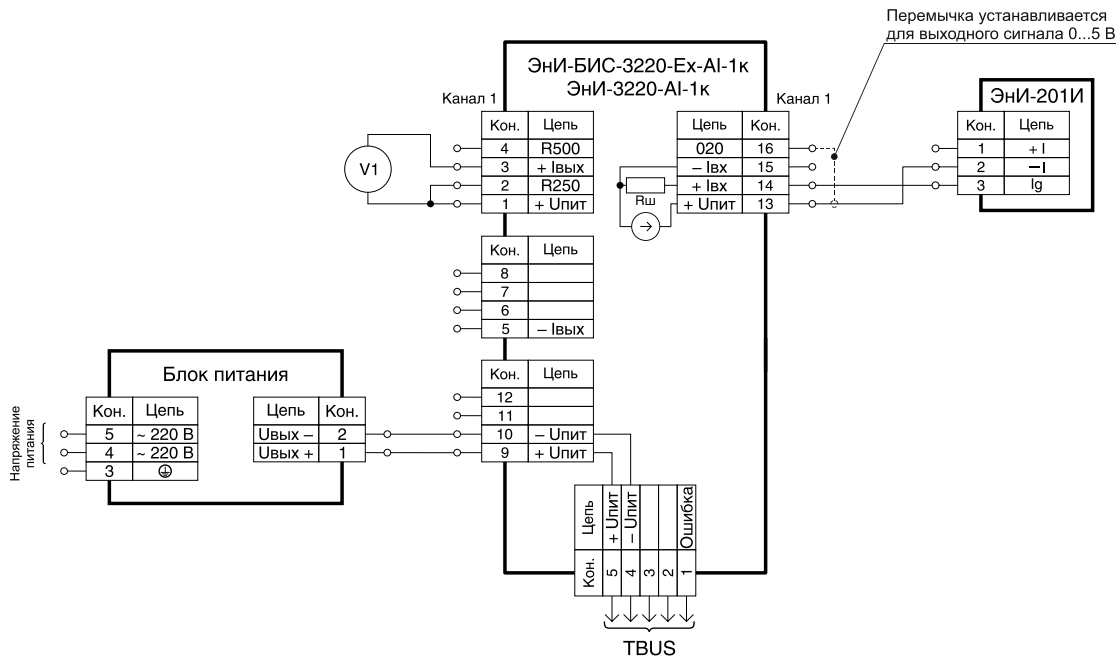 Перемычка устанавливается
для выходного сигнала 0...5 В
ЭнИ-БИС-3220-Ex-AI-1к
ЭнИ-3220-AI-1к
Канал 1
Кон. Цепь
4 R500
3 + Iвых
2 R250
1 + Uпит
V1
Канал 1
Цепь Кон.
020 16
– Iвх 15
+ Iвх 14
+ Uпит 13
Rш
ЭнИ-201И
Кон. Цепь
1 + I
2 –I
3 Ig
Кон. Цепь
8
7
6
5 – Iвых
Кон. Цепь
12
11
10 – Uпит
9 + Uпит
Блок питания
Напряжение
питания
Кон. Цепь
5 ~ 220 В
4 ~ 220 В
3
Цепь Кон.
Uвых – 2
Uвых + 1
Цепь + Uпит – Uпит Ошибка
Кон. 5 4 3 2 1
TBUS